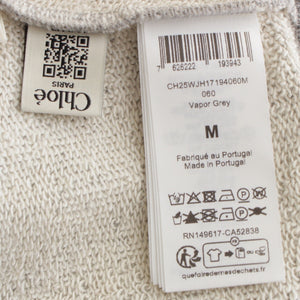 Chloé
PARIS
7 626222 193943
CH25WJH17194060M
060
Vapor Grey
M
Fabriqué au Portugal
Made in Portugal
RN149617-CA52838
FR
quefairedemesdechets.fr